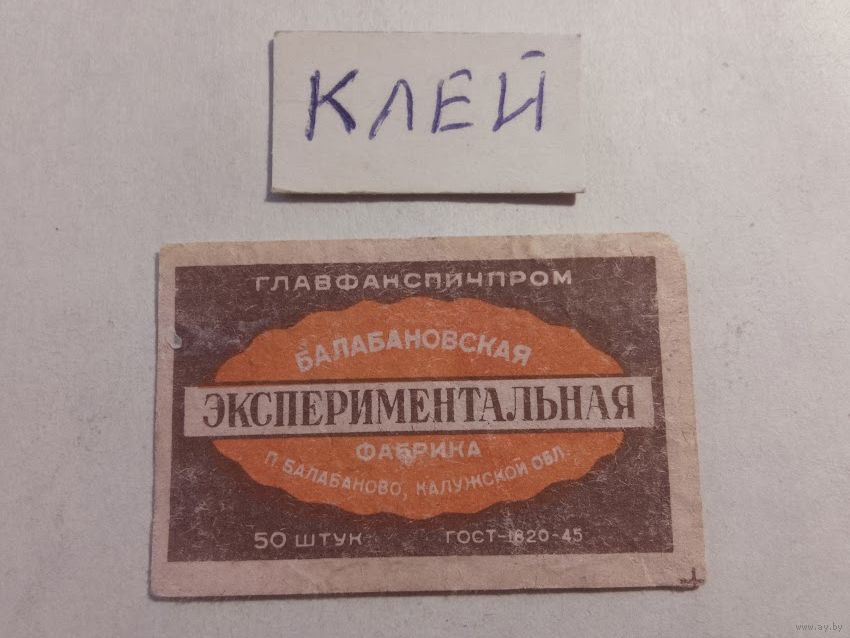 КЛЕЙ
ГЛАВФАНСПИЧПРОМ
БАЛАБАНОВСКАЯ
ЭКСПЕРИМЕНТАЛЬНАЯ
ФАБРИКА
П. БАЛАБАНОВО, КАЛУЖСКОЙ ОБЛ.
50 ШТУК ГОСТ-1820-45
www.ay.by